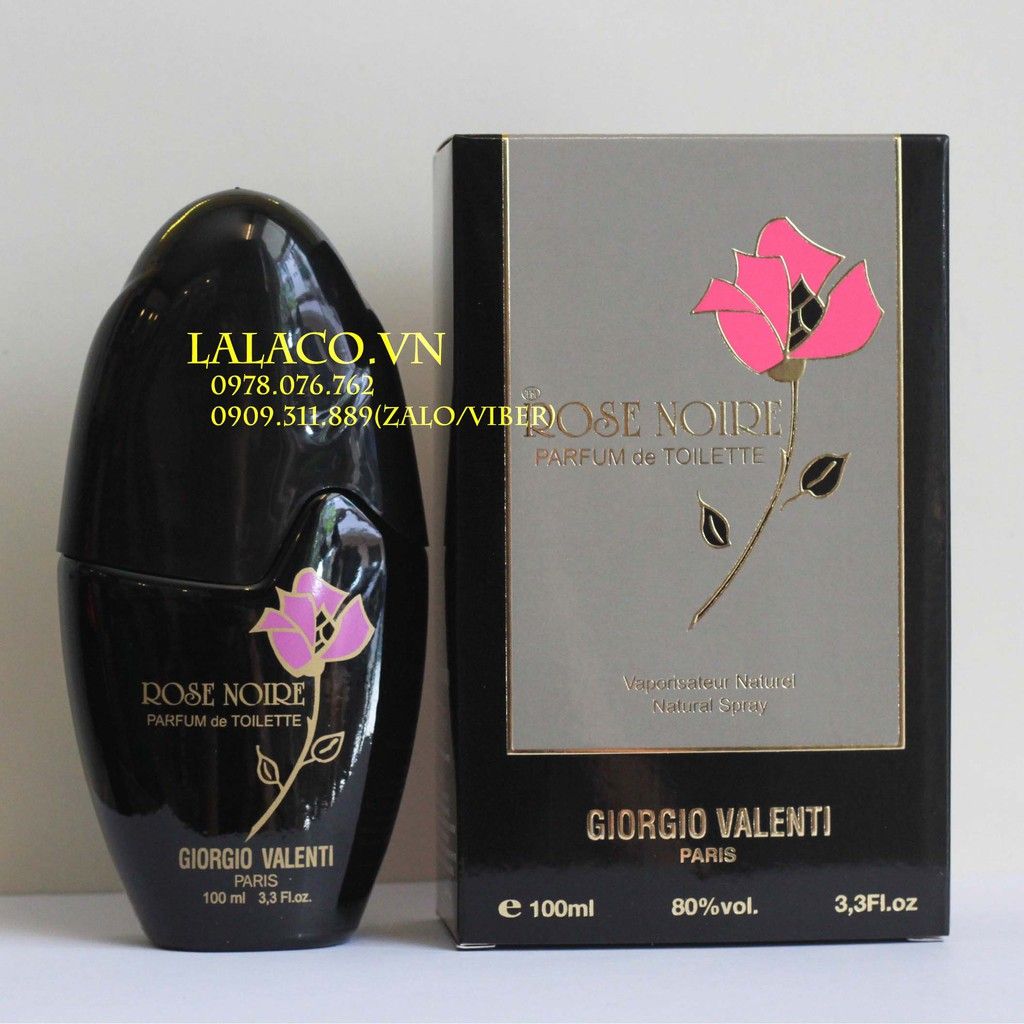 LALACO.VN
0978.076.762
0909.311.889(ZALO/VIBER)
ROSE NOIRE
PARFUM de TOILETTE
GIORGIO VALENTI
PARIS
100 ml 3,3 Fl.oz.
ROSE NOIRE
PARFUM de TOILETTE
Vaporisateur Naturel
Natural Spray
GIORGIO VALENTI
PARIS
e 100ml 80%vol. 3,3Fl.oz